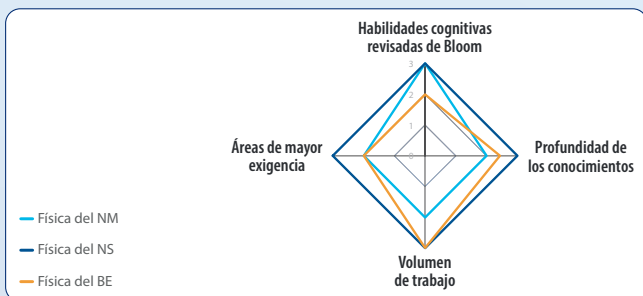 Habilidades cognitivas
revisadas de Bloom
3
2
1
0
Áreas de mayor
exigencia
Profundidad de
los conocimientos
Física del NM
Física del NS
Física del BE
Volumen
de trabajo